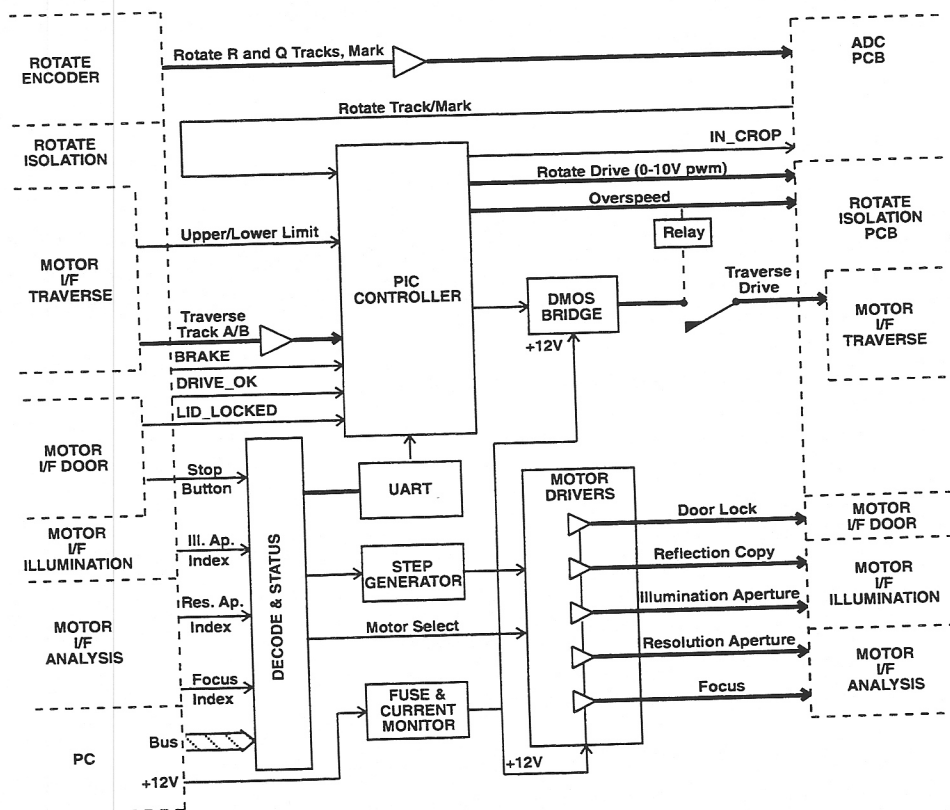 ROTATE
ENCODER
Rotate R and Q Tracks, Mark
ADC
PCB
Rotate Track/Mark
ROTATE
ISOLATION
IN_CROP
Rotate Drive (0-10V pwm)
Overspeed
ROTATE
ISOLATION
PCB
Upper/Lower Limit
Relay
MOTOR
I/F
TRAVERSE
PIC
CONTROLLER
DMOS
BRIDGE
Traverse
Drive
MOTOR
I/F
TRAVERSE
Traverse
Track A/B
+12V
BRAKE
DRIVE_OK
LID_LOCKED
MOTOR
I/F DOOR
Stop
Button
UART
MOTOR
DRIVERS
Door Lock
MOTOR
I/F DOOR
MOTOR
I/F
ILLUMINATION
Ill. Ap.
Index
DECODE & STATUS
STEP
GENERATOR
Reflection Copy
Illumination Aperture
MOTOR
I/F
ILLUMINATION
Res. Ap.
Index
Motor Select
MOTOR
I/F
ANALYSIS
Resolution Aperture
MOTOR
I/F
ANALYSIS
Focus
Index
FUSE &
CURRENT
MONITOR
Focus
PC
Bus
+12V
+12V